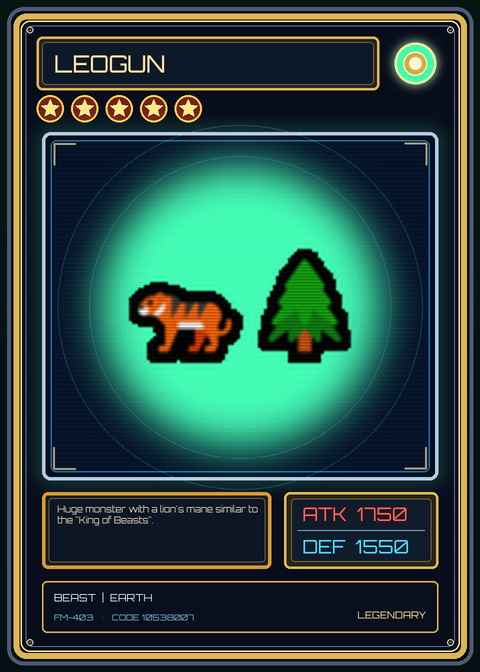 LEOGUN
Huge monster with a lion's mane similar to
the "King of Beasts".
ATK 1750
DEF 1550
BEAST | EARTH
FM-403 · CODE 10538007
LEGENDARY